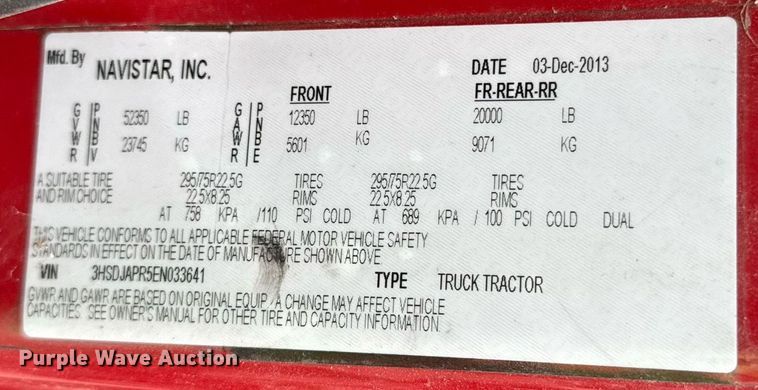 Mfd. By NAVISTAR, INC. DATE 03-Dec-2013
FRONT FR-REAR-RR
GVWR PNBV 52350 LB GAWR PNBE 12350 LB 20000 LB
23745 KG 5601 KG 9071 KG
A SUITABLE TIRE 295/75R22.5G TIRES 295/75R22.5G TIRES
AND RIM CHOICE 22.5x8.25 RIMS 22.5x8.25 RIMS
AT 758 KPA /110 PSI COLD AT 689 KPA / 100 PSI COLD DUAL
THIS VEHICLE CONFORMS TO ALL APPLICABLE FEDERAL MOTOR VEHICLE SAFETY
STANDARDS IN EFFECT ON THE DATE OF MANUFACTURE SHOWN ABOVE
VIN 3HSDJAPR5EN033641 TYPE TRUCK TRACTOR
GVWR AND GAWR ARE BASED ON ORIGINAL EQUIP. A CHANGE MAY AFFECT VEHICLE
CAPACITIES. SEE OWNER'S MANUAL FOR OTHER TIRE AND CAPACITY INFORMATION.
Purple Wave Auction